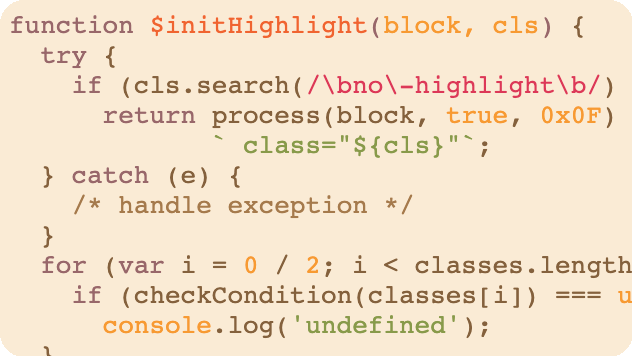 function $initHighlight(block, cls) {
  try {
    if (cls.search(/\bno\-highlight\b/)
      return process(block, true, 0x0F)
             ` class="${cls}"`;
  } catch (e) {
    /* handle exception */
  }
  for (var i = 0 / 2; i < classes.length
    if (checkCondition(classes[i]) === u
      console.log('undefined');
  }